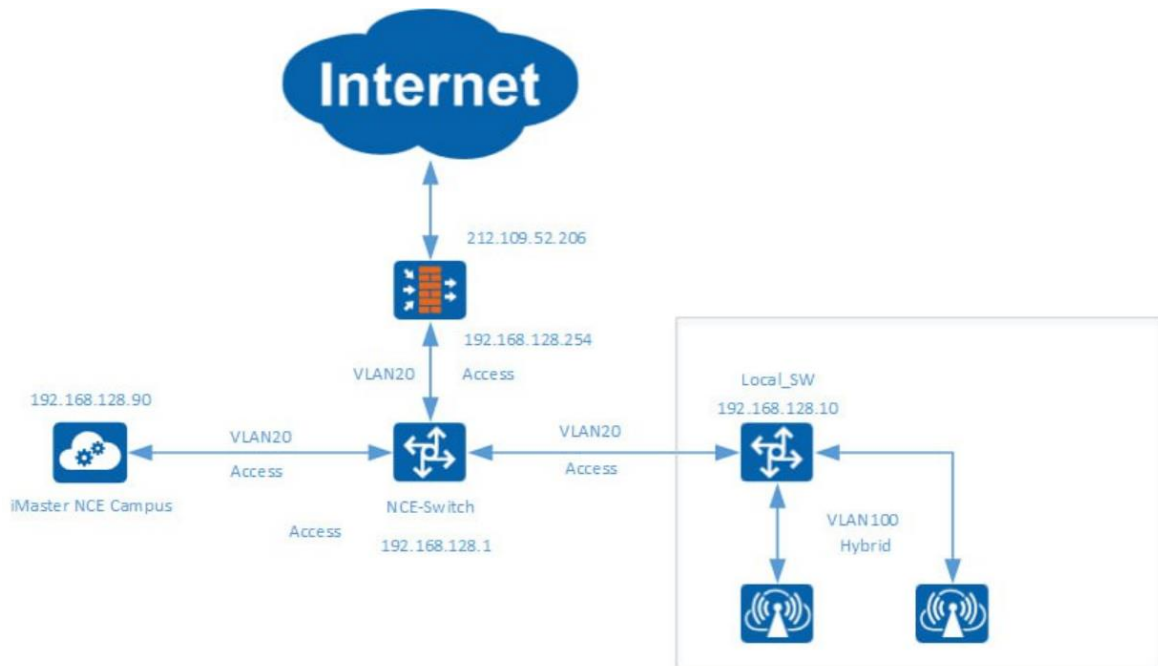 Internet
212.109.52.206
192.168.128.254
VLAN20
Access
192.168.128.90
VLAN20
Access
iMaster NCE Campus
NCE-Switch
Access
192.168.128.1
VLAN20
Access
Local_SW
192.168.128.10
VLAN100
Hybrid